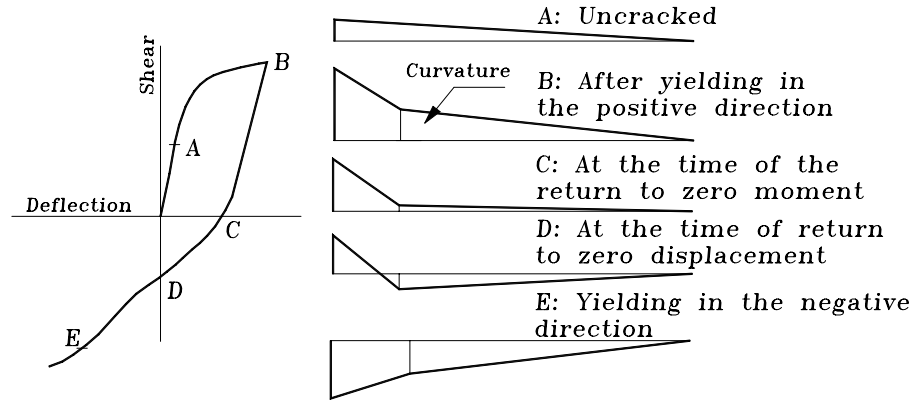 Shear
Deflection
A
B
C
D
E
Curvature
A: Uncracked
B: After yielding in
the positive direction
C: At the time of the
return to zero moment
D: At the time of return
to zero displacement
E: Yielding in the negative
direction